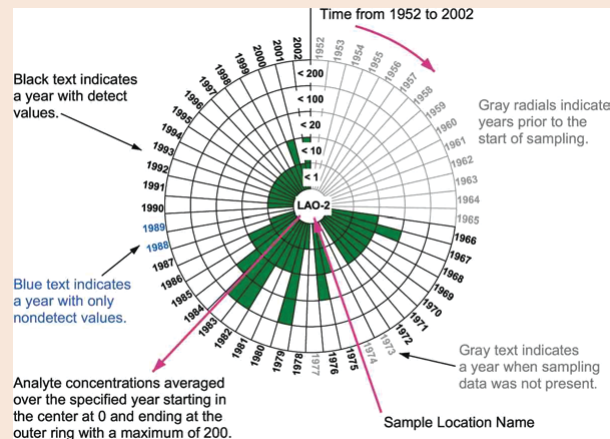 Time from 1952 to 2002
Black text indicates
a year with detect
values.
Gray radials indicate
years prior to the
start of sampling.
< 200
< 100
< 20
< 10
< 1
LAO-2
1952
1953
1954
1955
1956
1957
1958
1959
1960
1961
1962
1963
1964
1965
1966
1967
1968
1969
1970
1971
1972
1973
1974
1975
1976
1977
1978
1979
1980
1981
1982
1983
1984
1985
1986
1987
1988
1989
1990
1991
1992
1993
1994
1995
1996
1997
1998
1999
2000
2001
2002
Blue text indicates
a year with only
nondetect values.
Gray text indicates
a year when sampling
data was not present.
Analyte concentrations averaged
over the specified year starting in
the center at 0 and ending at the
outer ring with a maximum of 200.
Sample Location Name